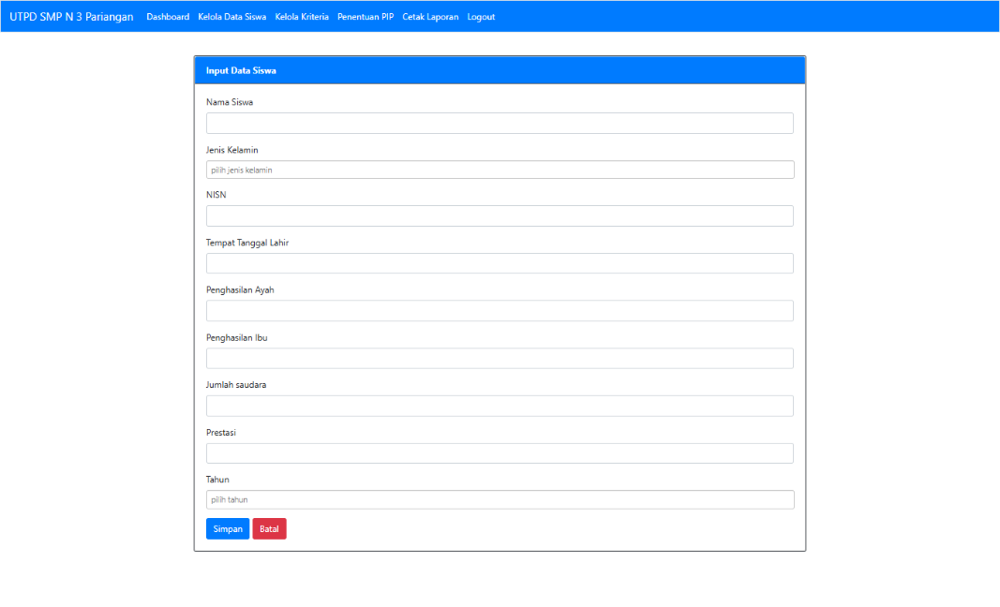 UTPD SMP N 3 Pariangan Dashboard Kelola Data Siswa Kelola Kriteria Penentuan PIP Cetak Laporan Logout
Input Data Siswa
Nama Siswa
Jenis Kelamin
pilih jenis kelamin
NISN
Tempat Tanggal Lahir
Penghasilan Ayah
Penghasilan Ibu
Jumlah saudara
Prestasi
Tahun
pilih tahun
Simpan Batal